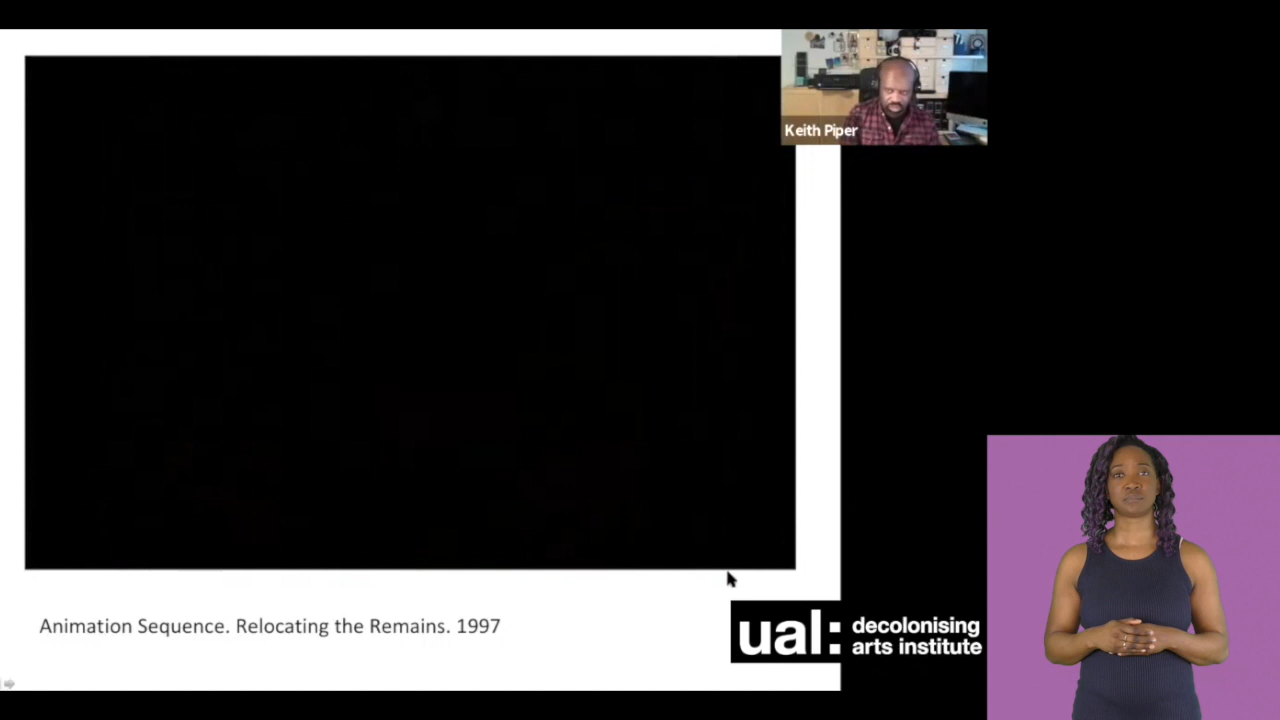 Keith Piper
Animation Sequence. Relocating the Remains. 1997
ual:
decolonising
arts institute